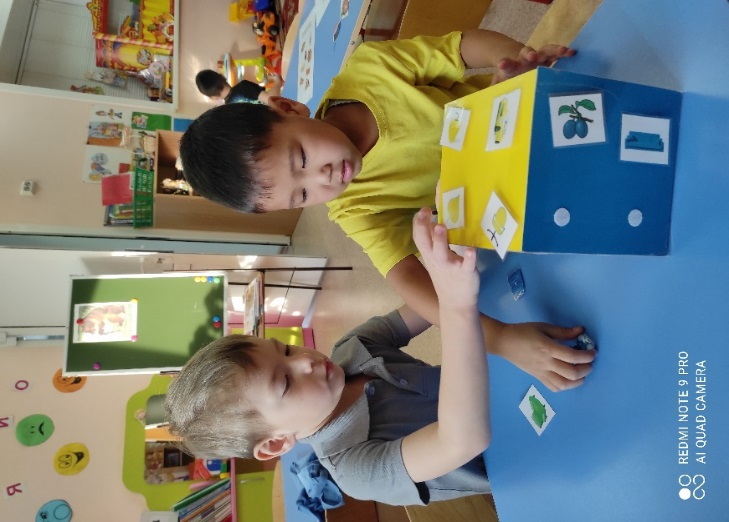 REDMI NOTE 9 PRO
AI QUAD CAMERA
О
Й
Я